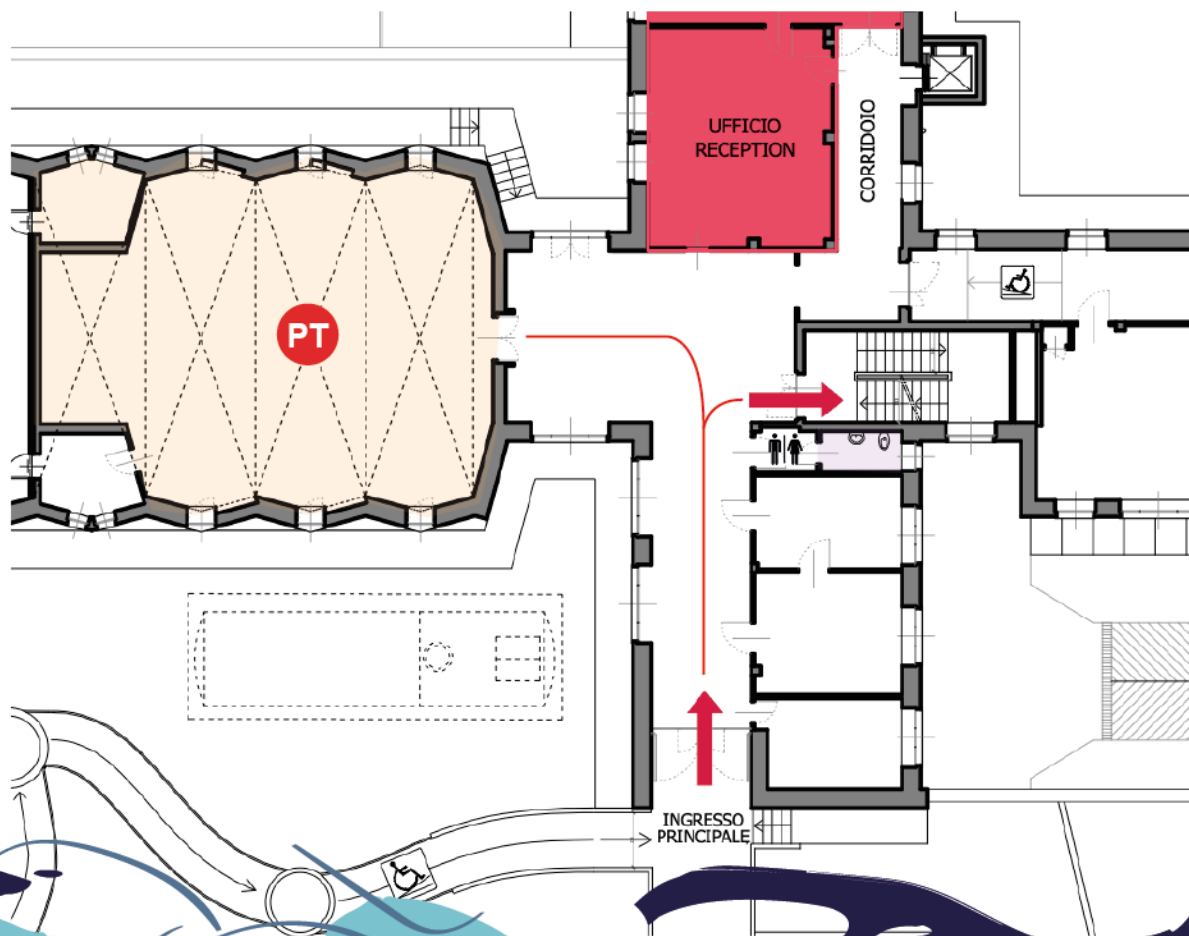 UFFICIO
RECEPTION
CORRIDOIO
PT
INGRESSO
PRINCIPALE